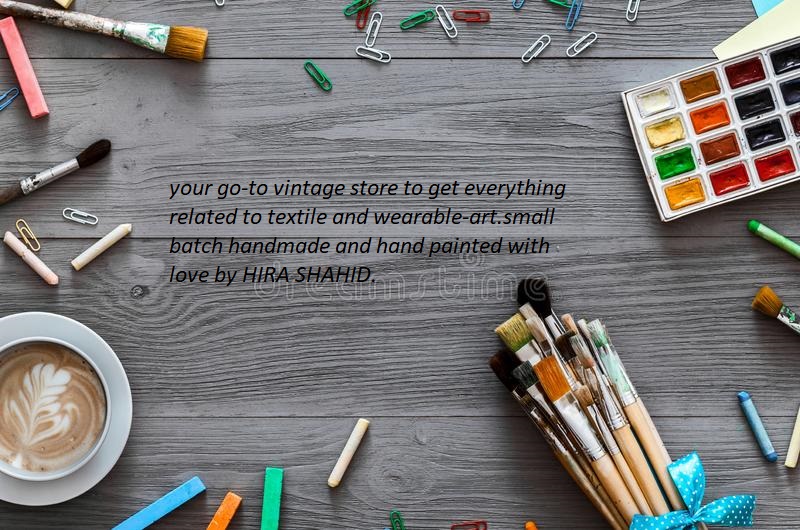 your go-to vintage store to get everything
related to textile and wearable-art.small
batch handmade and hand painted with
love by HIRA SHAHID.
dreamstime